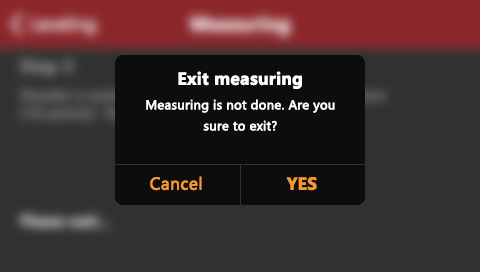 Leveling
Measuring
Step 3
Exit measuring
Measuring is not done. Are you
sure to exit?
Cancel
YES
Please wait...